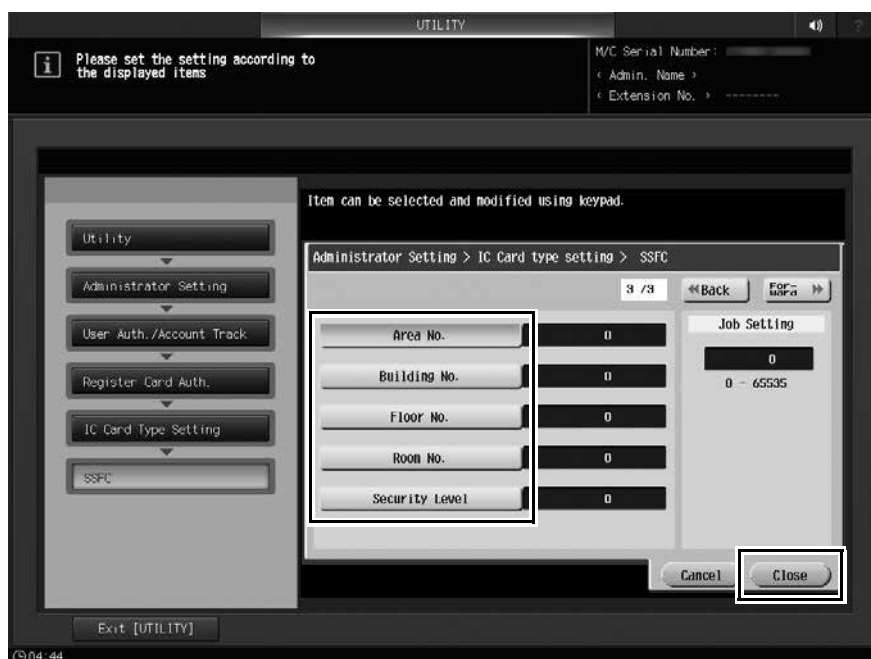 UTILITY
?
i
Please set the setting according to
the displayed items
M/C Serial Number:
‹ Admin. Name ›
‹ Extension No. › --------
Item can be selected and modified using keypad.
Utility
Administrator Setting
User Auth./Account Track
Register Card Auth.
IC Card Type Setting
SSFC
Administrator Setting > IC Card type setting > SSFC
3 /3
Back
For-
ward
Area No.
0
Building No.
0
Floor No.
0
Room No.
0
Security Level
0
Job Setting
0
0 - 65535
Cancel
Close
Exit [UTILITY]
04:44